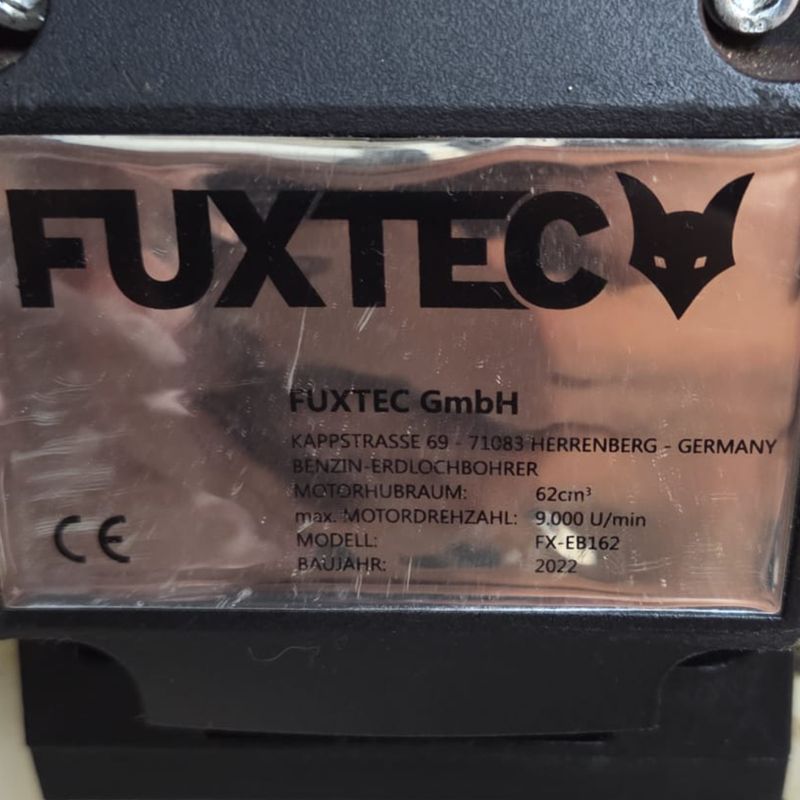 FUXTEC
FUXTEC GmbH
KAPPSTRASSE 69 - 71083 HERRENBERG - GERMANY
BENZIN-ERDLOCHBOHRER
MOTORHUBRAUM: 62cm³
max. MOTORDREHZAHL: 9.000 U/min
MODELL: FX-EB162
BAUJAHR: 2022
CE